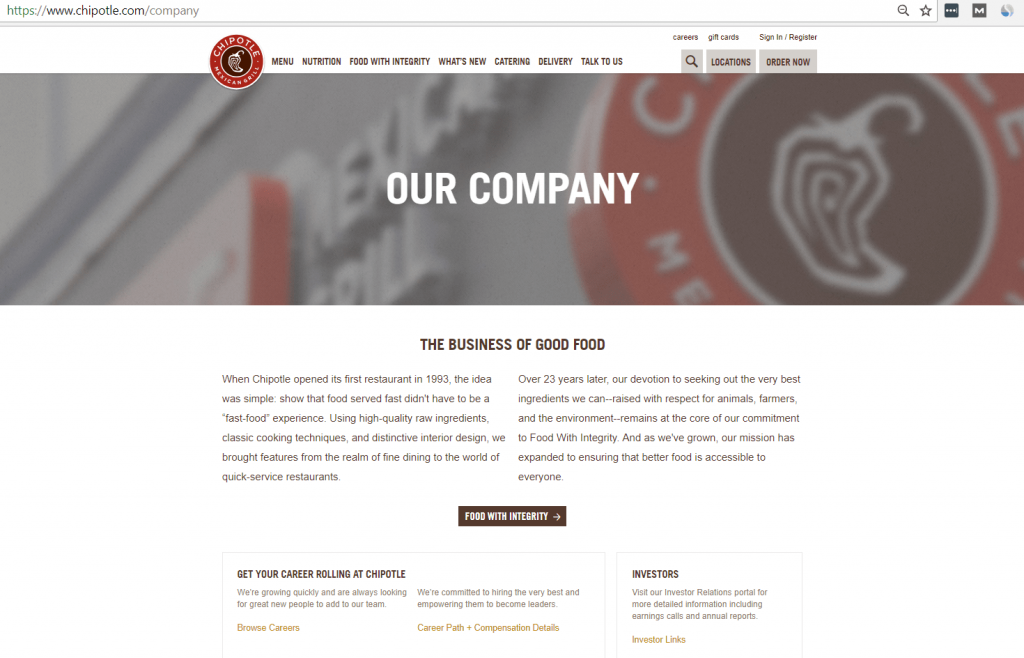 https://www.chipotle.com/company
careers gift cards Sign In / Register
CHIPOTLE
MEXICAN GRILL
MENU NUTRITION FOOD WITH INTEGRITY WHAT'S NEW CATERING DELIVERY TALK TO US
LOCATIONS ORDER NOW
MEXICAN
GRILL
OUR COMPANY
THE BUSINESS OF GOOD FOOD
When Chipotle opened its first restaurant in 1993, the idea
was simple: show that food served fast didn't have to be a
“fast-food” experience. Using high-quality raw ingredients,
classic cooking techniques, and distinctive interior design, we
brought features from the realm of fine dining to the world of
quick-service restaurants.
Over 23 years later, our devotion to seeking out the very best
ingredients we can--raised with respect for animals, farmers,
and the environment--remains at the core of our commitment
to Food With Integrity. And as we've grown, our mission has
expanded to ensuring that better food is accessible to
everyone.
FOOD WITH INTEGRITY →
GET YOUR CAREER ROLLING AT CHIPOTLE
We're growing quickly and are always looking
for great new people to add to our team.
Browse Careers
We're committed to hiring the very best and
empowering them to become leaders.
Career Path + Compensation Details
INVESTORS
Visit our Investor Relations portal for
more detailed information including
earnings calls and annual reports.
Investor Links